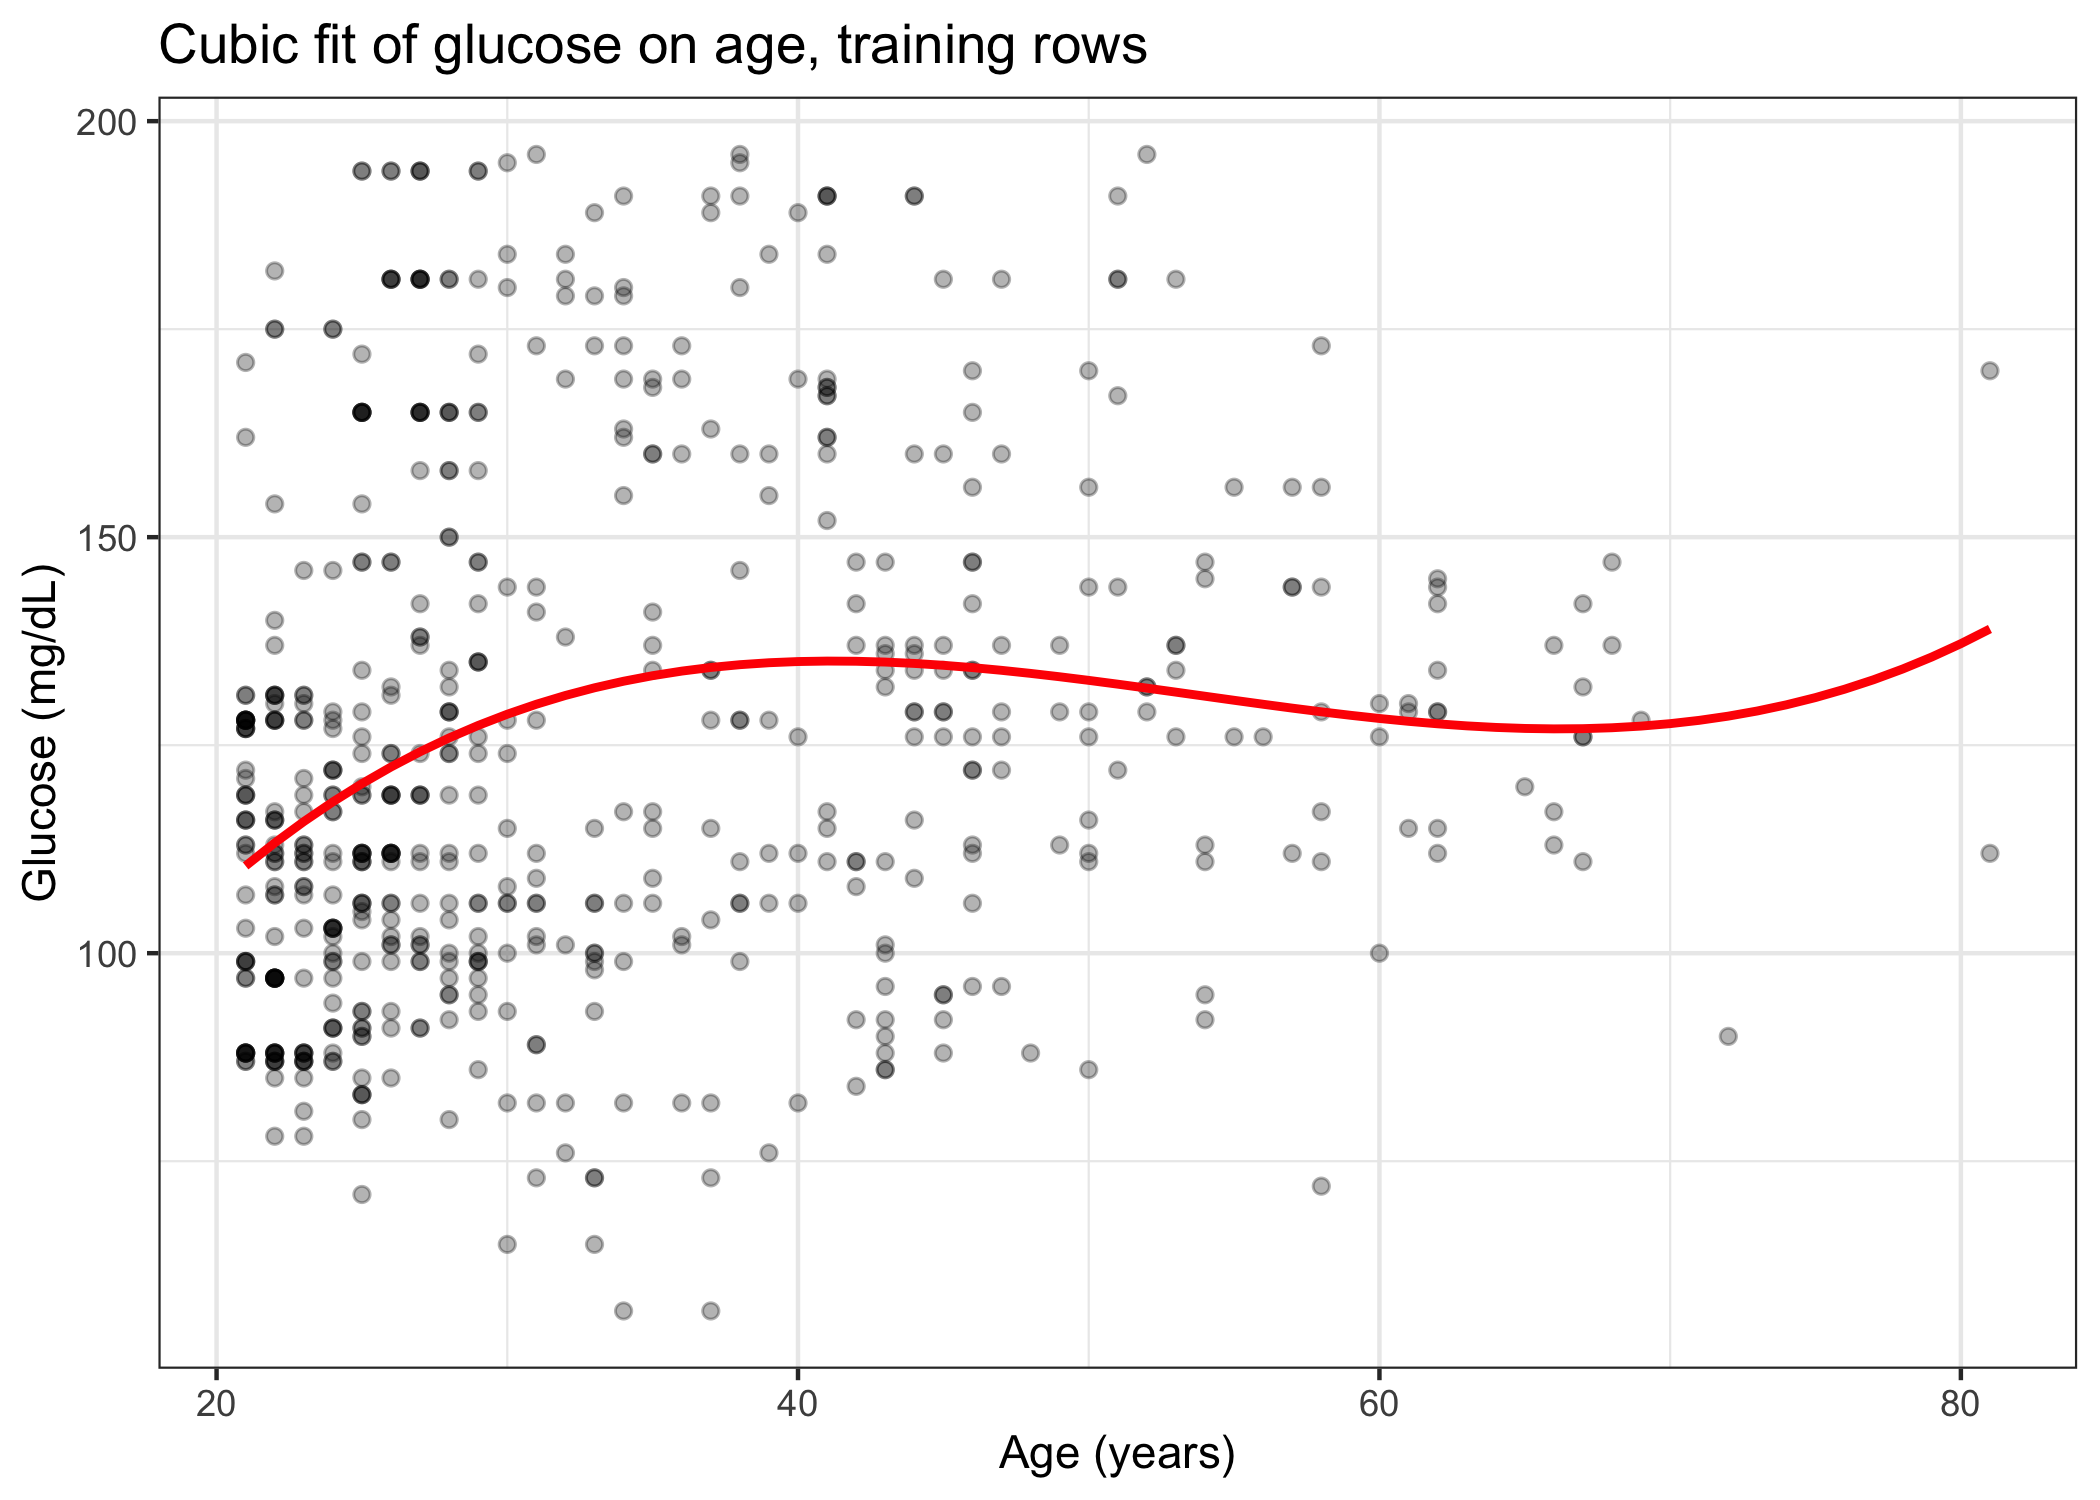 Cubic fit of glucose on age, training rows
Glucose (mg/dL)
200
150
100
20 40 60 80
Age (years)